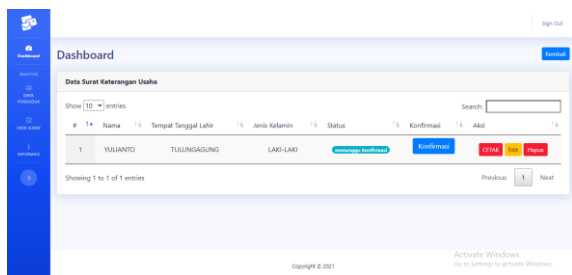 Sign Out
Dashboard
Dashboard
Kembali
MASTER
DATA
PENDUDUK
DATA SURAT
INFORMASI
Data Surat Keterangan Usaha
Show 10 entries
Search:
# Nama Tempat Tanggal Lahir Jenis Kelamin Status Konfirmasi Aksi
1 YULIANTO TULUNGAGUNG LAKI-LAKI menunggu konfirmasi Konfirmasi CETAK Edit Hapus
Showing 1 to 1 of 1 entries
Previous 1 Next
Copyright © 2021
Activate Windows
Go to Settings to activate Windows.